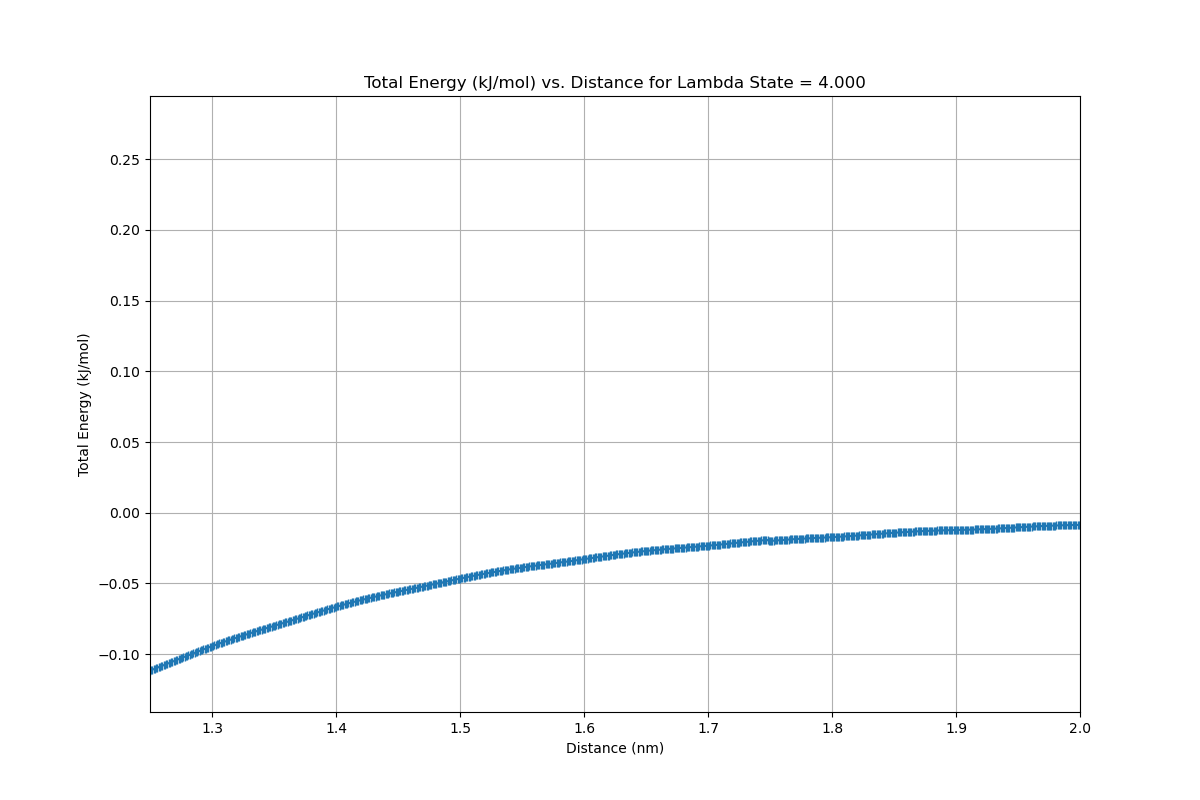 Total Energy (kJ/mol) vs. Distance for Lambda State = 4.000
0.25
0.20
0.15
0.10
0.05
0.00
−0.05
−0.10
Total Energy (kJ/mol)
1.3 1.4 1.5 1.6 1.7 1.8 1.9 2.0
Distance (nm)